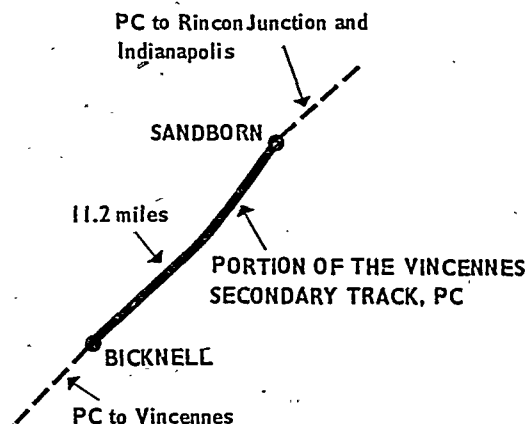 PC to Rincon Junction and
Indianapolis
SANDBORN
11.2 miles
PORTION OF THE VINCENNES
SECONDARY TRACK, PC
BICKNELL
PC to Vincennes